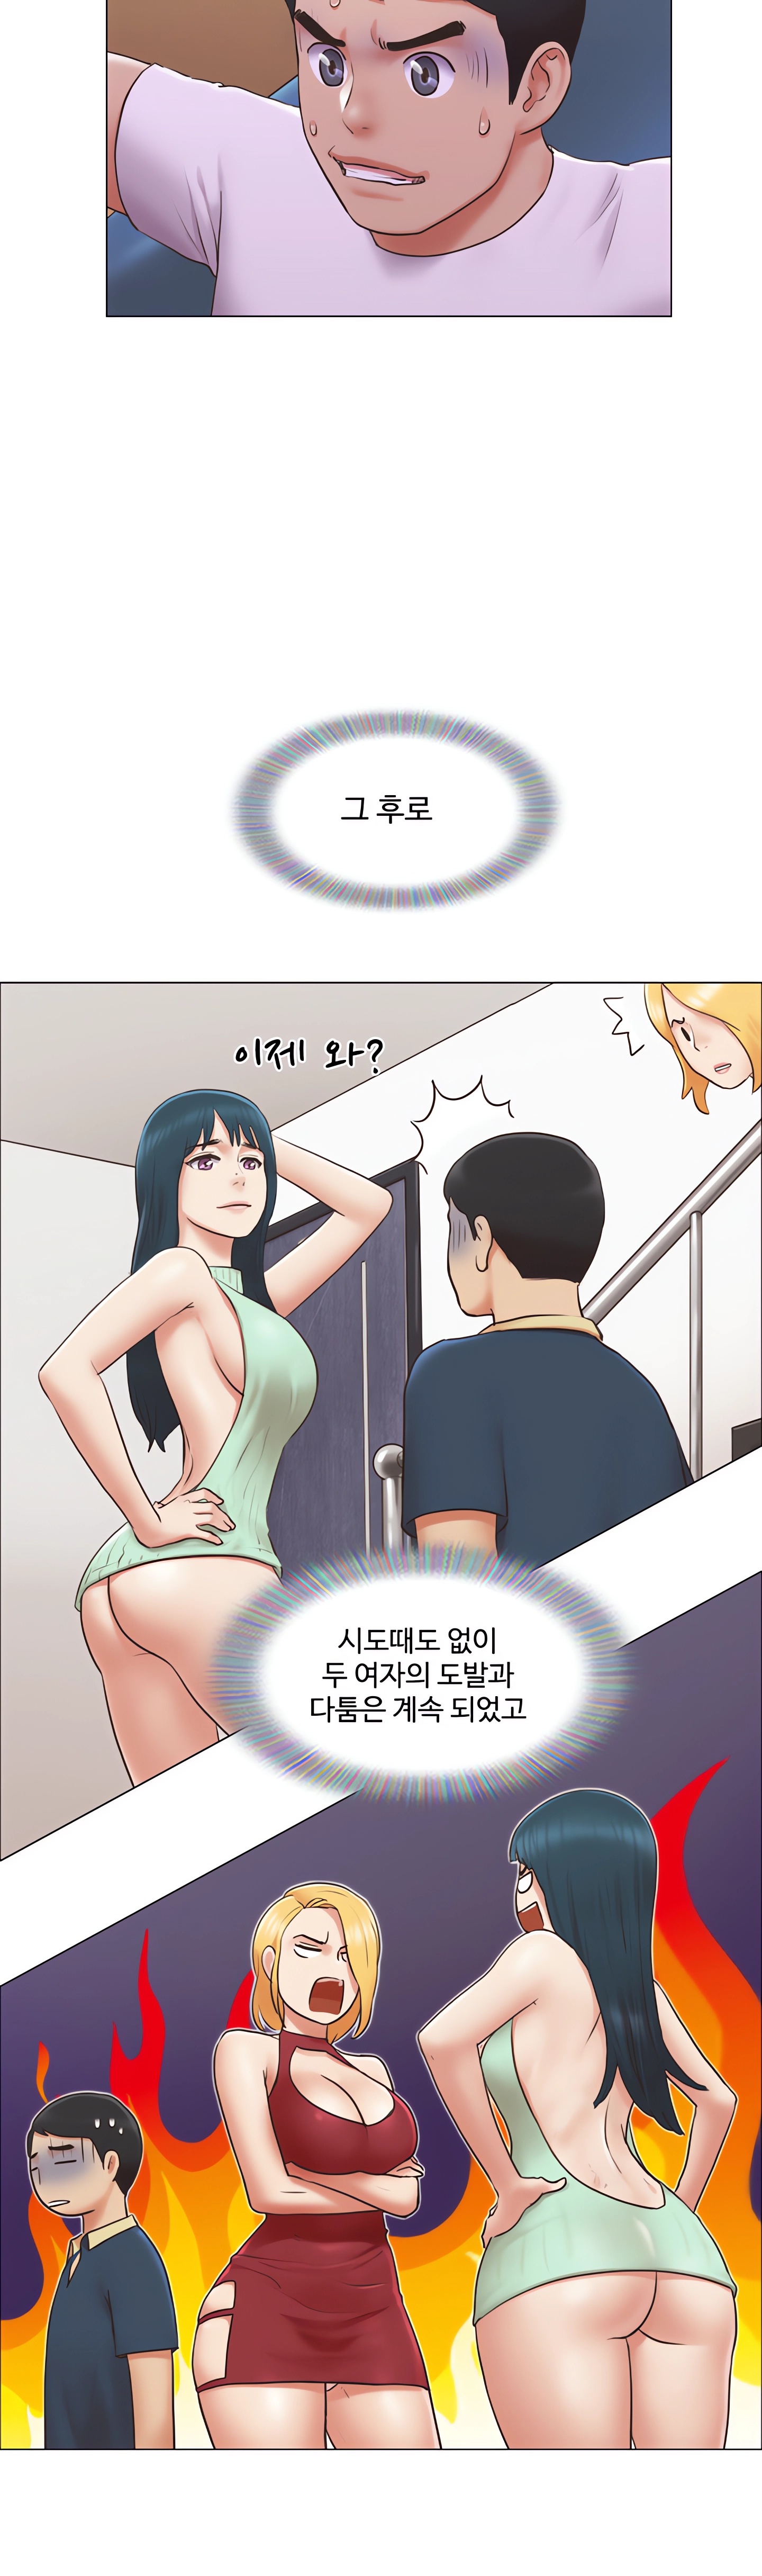 그 후로
이제 와?
시도때도 없이
두 여자의 도발과
다툼은 계속 되었고